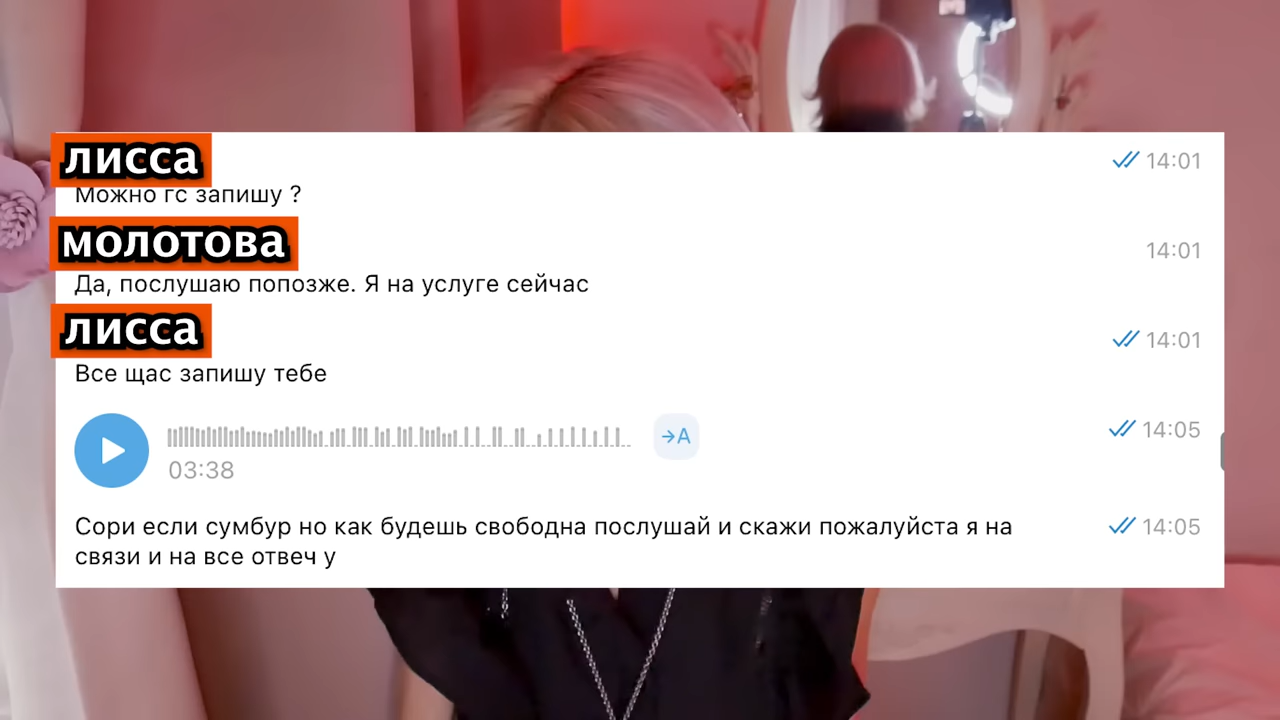 лисса 14:01
Можно гс запишу ?
молотова 14:01
Да, послушаю попозже. Я на услуге сейчас
лисса 14:01
Все щас запишу тебе
→A 14:05
03:38
Сори если сумбур но как будешь свободна послушай и скажи пожалуйста я на 14:05
связи и на все отвеч у